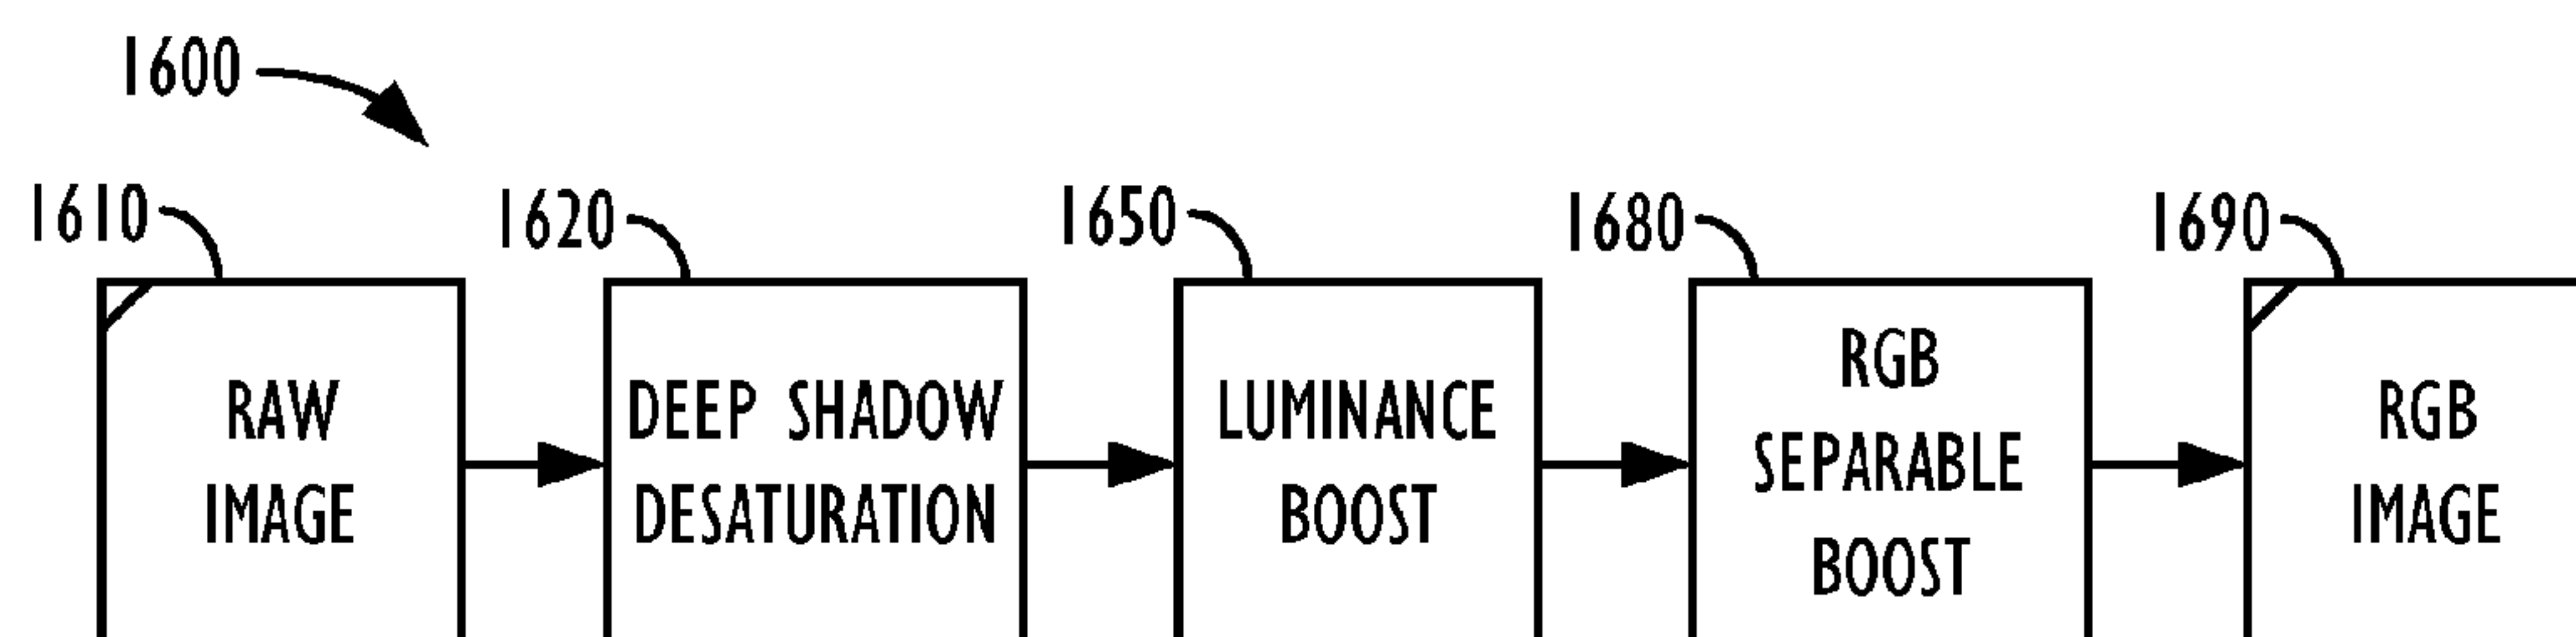 1600
1610
1620
1650
1680
1690
RAW
IMAGE
DEEP SHADOW
DESATURATION
LUMINANCE
BOOST
RGB
SEPARABLE
BOOST
RGB
IMAGE